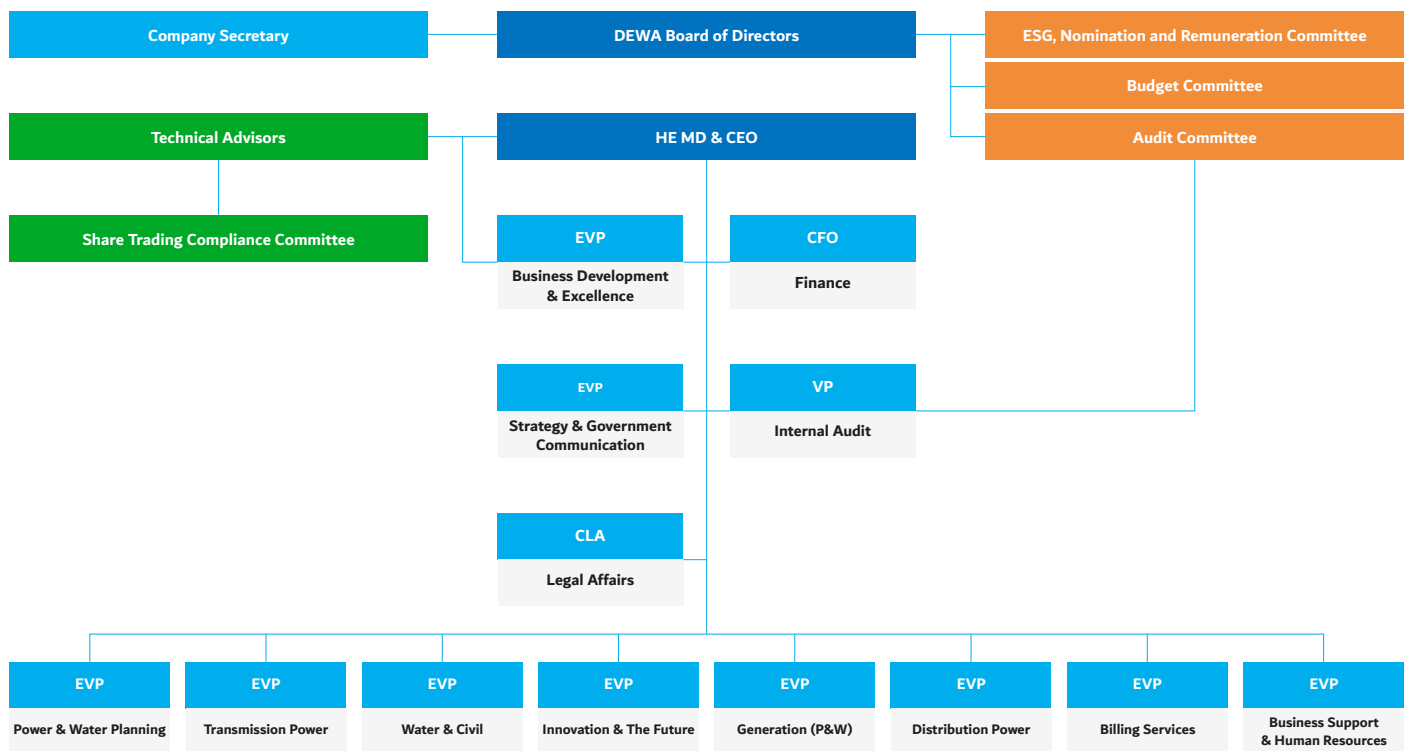 Company Secretary
DEWA Board of Directors
ESG, Nomination and Remuneration Committee
Budget Committee
Technical Advisors
HE MD & CEO
Audit Committee
Share Trading Compliance Committee
EVP
Business Development
& Excellence
CFO
Finance
EVP
Strategy & Government
Communication
VP
Internal Audit
CLA
Legal Affairs
EVP
Power & Water Planning
EVP
Transmission Power
EVP
Water & Civil
EVP
Innovation & The Future
EVP
Generation (P&W)
EVP
Distribution Power
EVP
Billing Services
EVP
Business Support
& Human Resources